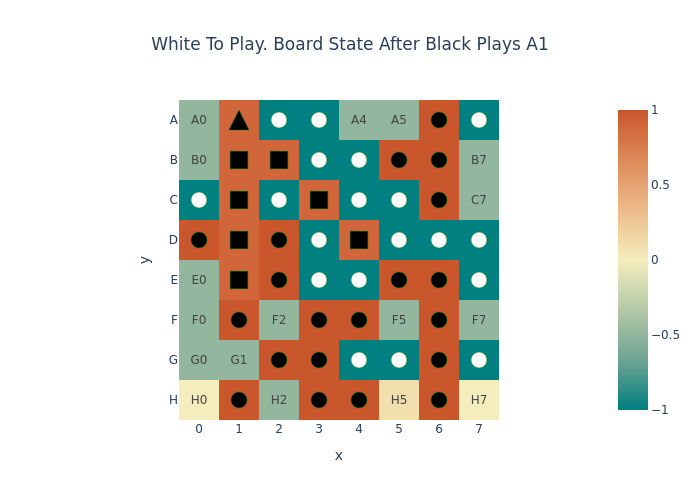 White To Play. Board State After Black Plays A1
A A0 A4 A5
B B0 B7
C C7
D
E E0
F F0 F2 F5 F7
G G0 G1
H H0 H2 H5 H7
0 1 2 3 4 5 6 7
x
y
1
0.5
0
−0.5
−1